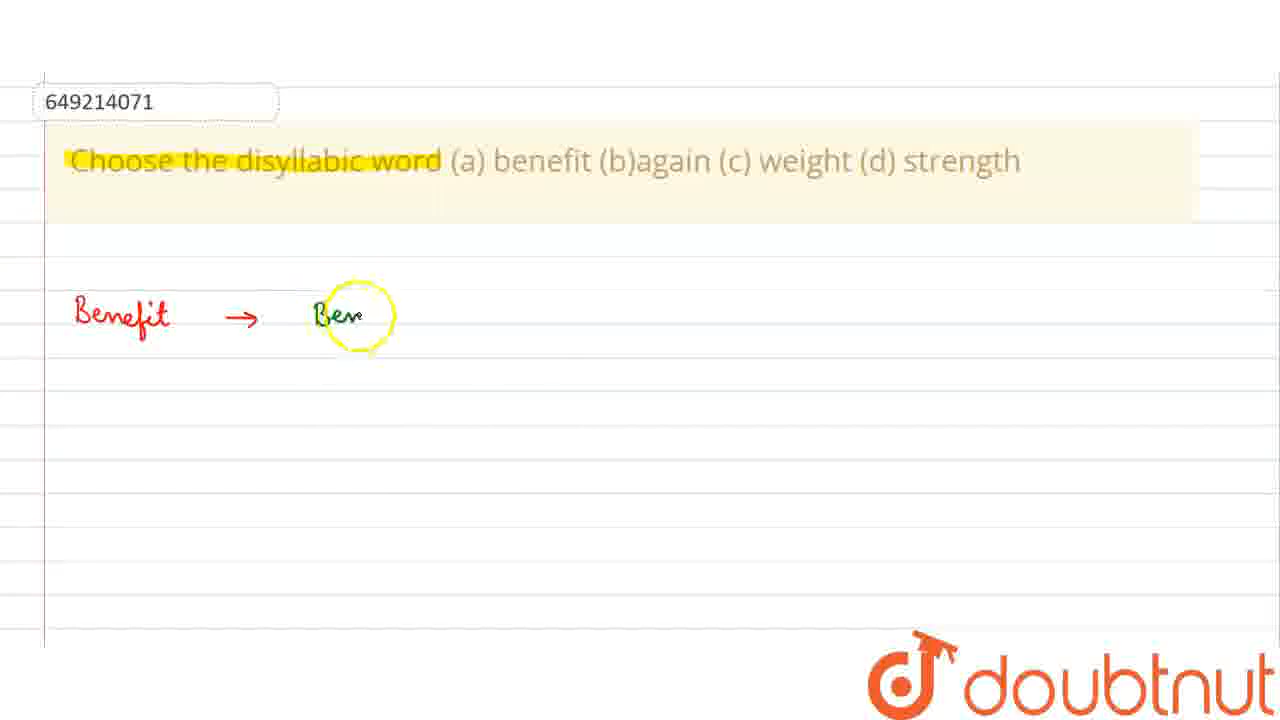 649214071
Choose the disyllabic word (a) benefit (b)again (c) weight (d) strength
Benefit → Ben
doubtnut